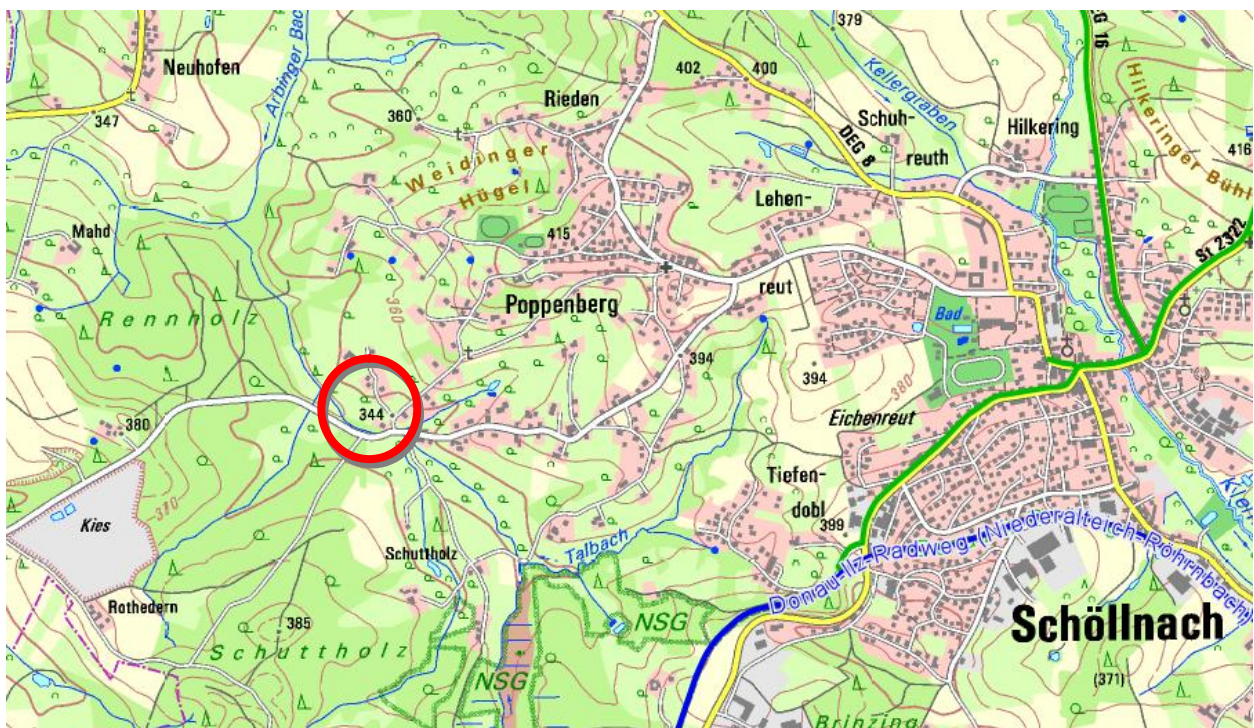 379
DEG 16
Arbinger Bac
Neuhofen
402
400
Kellergraben
Rieden
360
347
Schuh-
reuth
Hilkering
Hilkeringer Bühl
416
DEG 8
Weidinger
Hügel
Lehen-
415
Mahd
St 2322
reut
Poppenberg
360
Bad
Rennholz
394
394
380
344
380
Eichenreut
Tiefen-
dobl
399
370
Kies
Schuttholz
Talbach
Donau-Ilz-Radweg (Niederalteich-Röhrnbach)
Rothedern
385
Schuttholz
NSG
NSG
Schöllnach
(371)
Brinzing